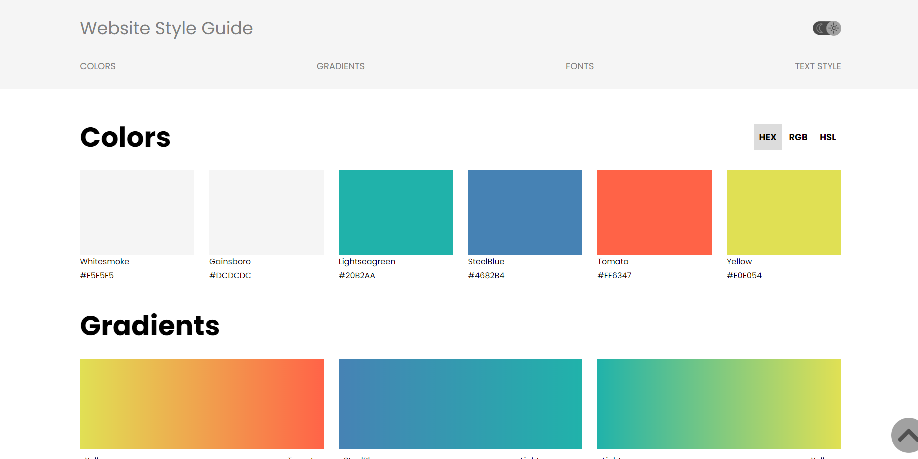 Website Style Guide
COLORS GRADIENTS FONTS TEXT STYLE
Colors
HEX RGB HSL
Whitesmoke Gainsboro Lightseagreen SteelBlue Tomato Yellow
#F5F5F5 #DCDCDC #20B2AA #4682B4 #FF6347 #E0E054
Gradients